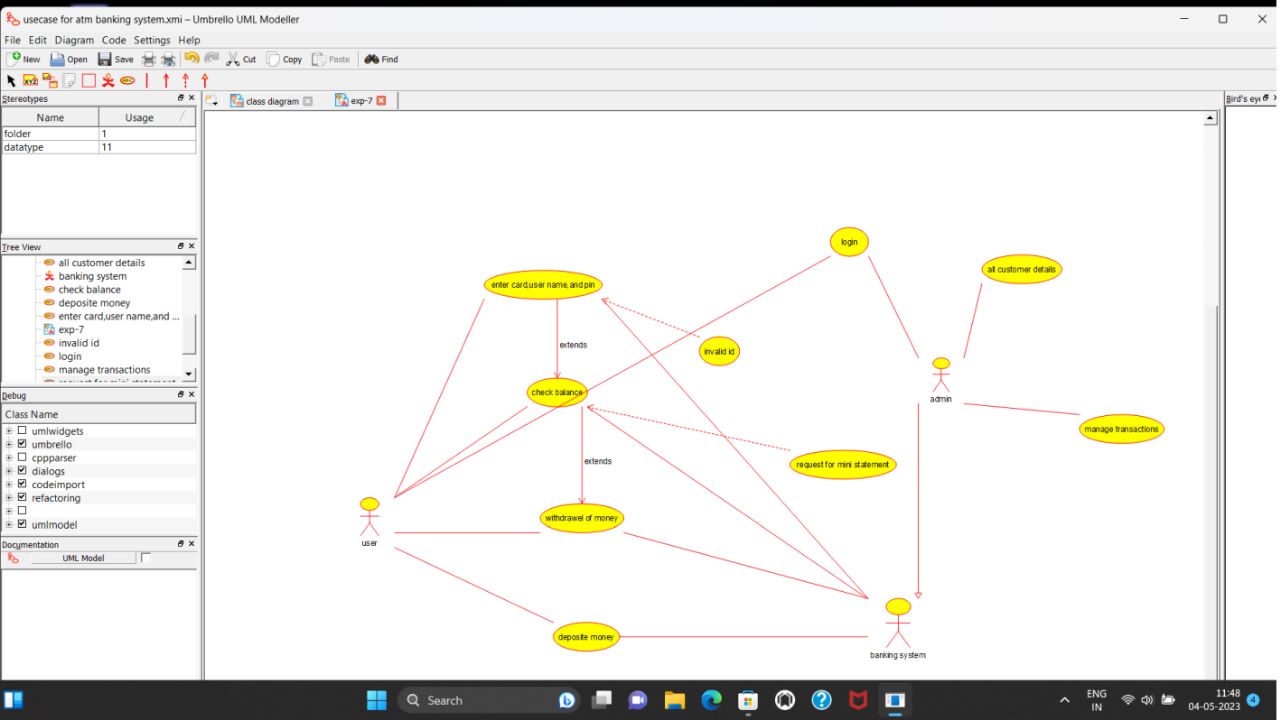 usecase for atm banking system.xmi – Umbrello UML Modeller
File Edit Diagram Code Settings Help
New Open Save Cut Copy Paste Find
Stereotypes
Name Usage
folder 1
datatype 11
Tree View
all customer details
banking system
check balance
deposite money
enter card,user name,and ...
exp-7
invalid id
login
manage transactions
request for mini statement
Debug
Class Name
umlwidgets
umbrello
cppparser
dialogs
codeimport
refactoring
umlmodel
Documentation
UML Model
class diagram exp-7
Bird's eye
login
all customer details
enter card,user name,and pin
extends
invalid id
check balance
admin
manage transactions
extends
request for mini statement
withdrawel of money
user
deposite money
banking system
Search
ENG
IN
11:48
04-05-2023
4